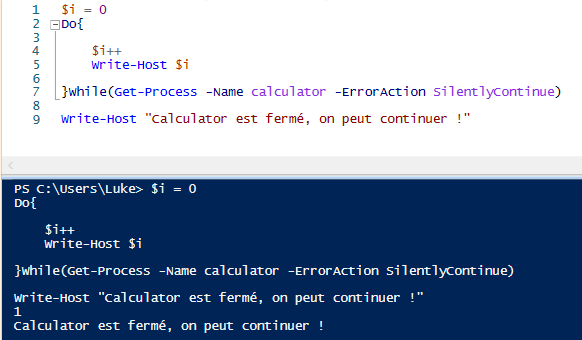 1 $i = 0
2 Do{
3
4 $i++
5 Write-Host $i
6
7 }While(Get-Process -Name calculator -ErrorAction SilentlyContinue)
8
9 Write-Host "Calculator est fermé, on peut continuer !"
PS C:\Users\Luke> $i = 0
Do{
$i++
Write-Host $i
}While(Get-Process -Name calculator -ErrorAction SilentlyContinue)
Write-Host "Calculator est fermé, on peut continuer !"
1
Calculator est fermé, on peut continuer !